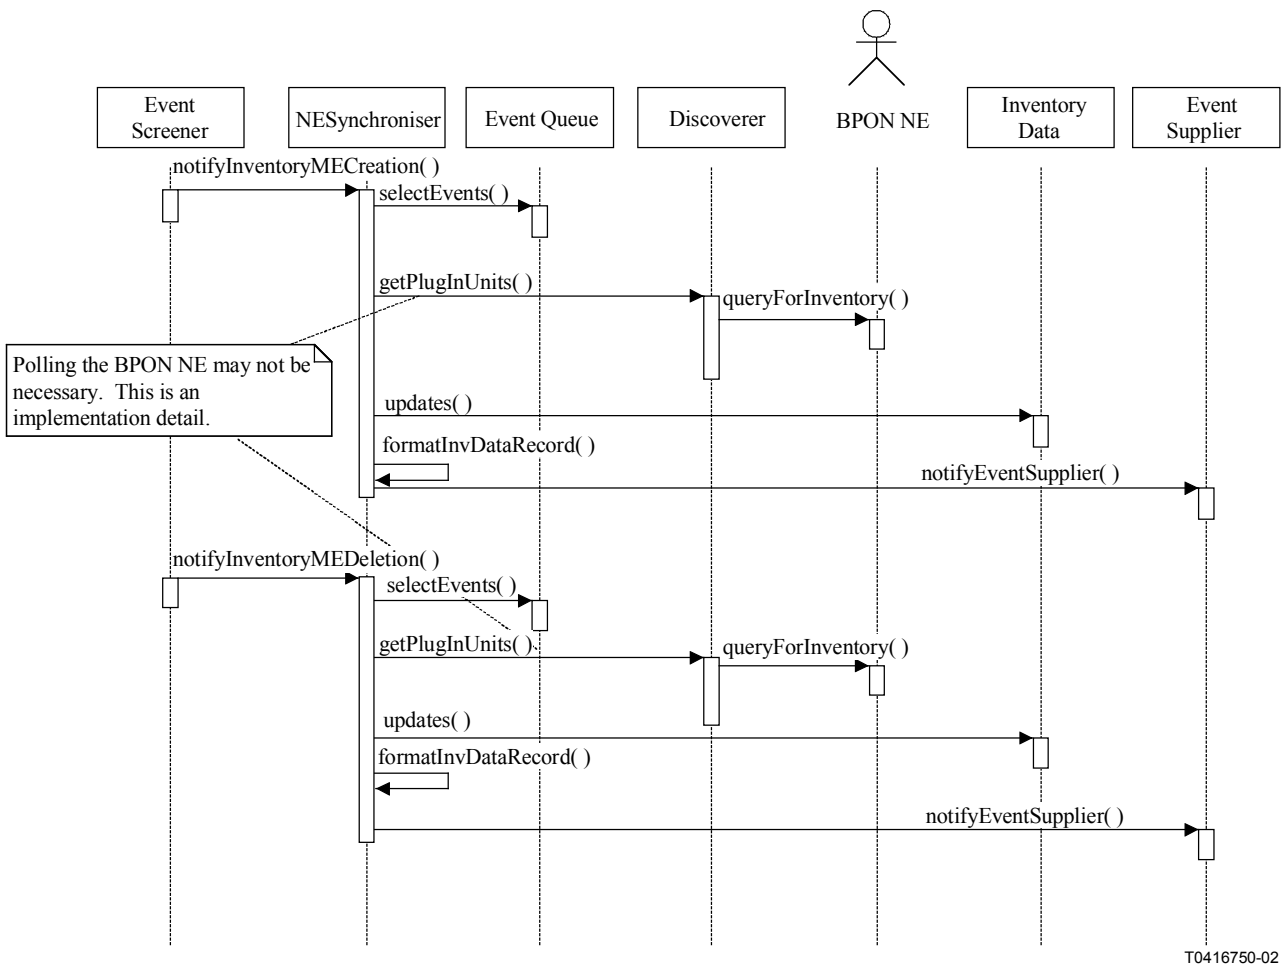 Event
Screener
NESynchroniser
Event Queue
Discoverer
BPON NE
Inventory
Data
Event
Supplier
notifyInventoryMECreation( )
selectEvents( )
getPlugInUnits( )
queryForInventory( )
Polling the BPON NE may not be
necessary. This is an
implementation detail.
updates( )
formatInvDataRecord( )
notifyEventSupplier( )
notifyInventoryMEDeletion( )
selectEvents( )
getPlugInUnits( )
queryForInventory( )
updates( )
formatInvDataRecord( )
notifyEventSupplier( )
T0416750-02